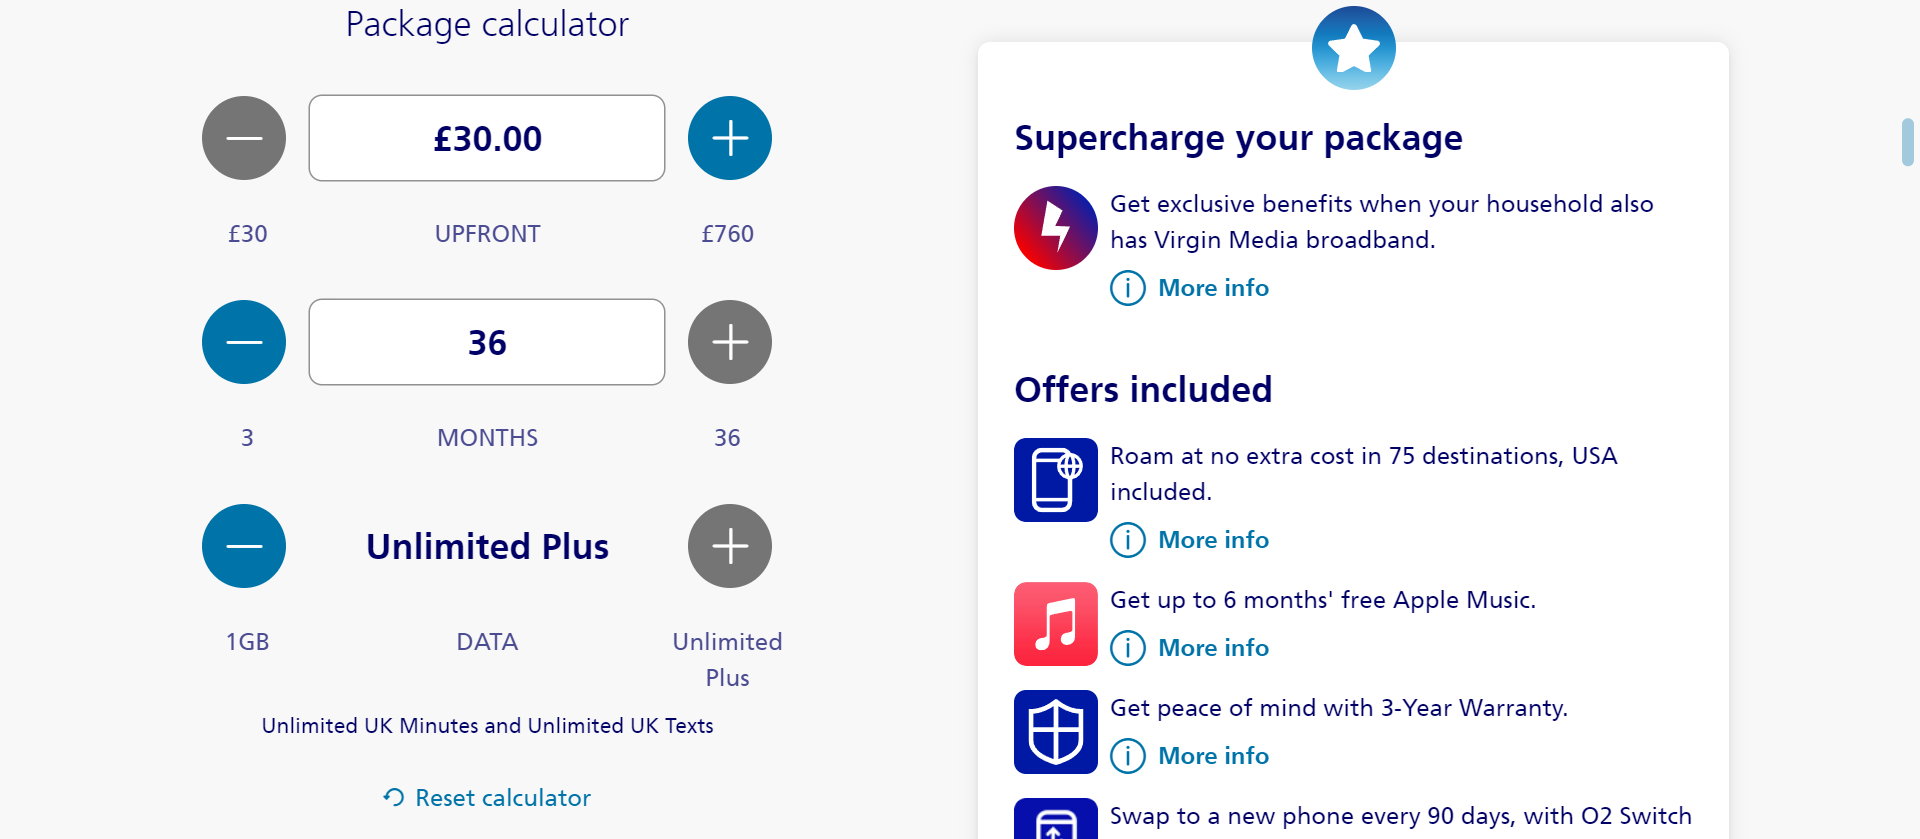 Package calculator
£30.00
£30
UPFRONT
£760
36
3
MONTHS
36
Unlimited Plus
1GB
DATA
Unlimited
Plus
Unlimited UK Minutes and Unlimited UK Texts
Reset calculator
Supercharge your package
Get exclusive benefits when your household also
has Virgin Media broadband.
More info
Offers included
Roam at no extra cost in 75 destinations, USA
included.
More info
Get up to 6 months' free Apple Music.
More info
Get peace of mind with 3-Year Warranty.
More info
Swap to a new phone every 90 days, with O2 Switch